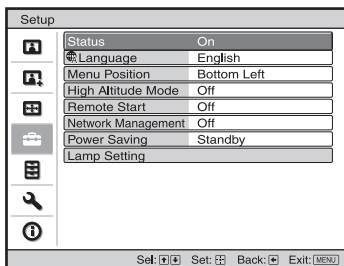 Setup
Status On
Language English
Menu Position Bottom Left
High Altitude Mode Off
Remote Start Off
Network Management Off
Power Saving Standby
Lamp Setting
Sel: Set: Back: Exit: MENU